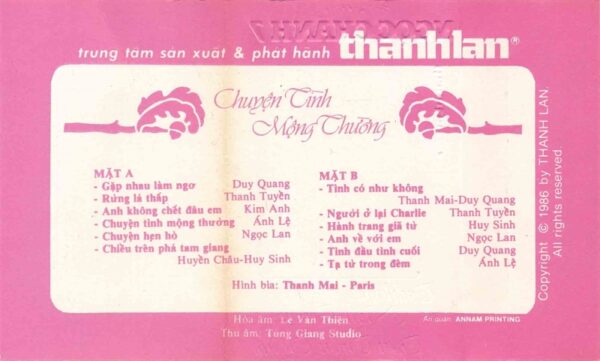 trung tâm sản xuất & phát hành thanhlan®
Chuyện Tình
Mộng Thường
MẶT A
- Gặp nhau làm ngơ Duy Quang
- Rừng lá thấp Thanh Tuyền
- Anh không chết đâu em Kim Anh
- Chuyện tình mộng thường Ánh Lệ
- Chuyện hẹn hò Ngọc Lan
- Chiều trên phá tam giang
Huyền Châu-Huy Sinh
MẶT B
- Tình có như không
Thanh Mai-Duy Quang
- Người ở lại Charlie Thanh Tuyền
- Hành trang giã từ Huy Sinh
- Anh về với em Ngọc Lan
- Tình đầu tình cuối Duy Quang
- Tạ từ trong đêm Ánh Lệ
Hình bìa: Thanh Mai - Paris
Hòa âm: Lê Văn Thiện
Thu âm: Tùng Giang Studio
Ấn quán: ANNAM PRINTING
Copyright © 1986 by THANH LAN.
All rights reserved